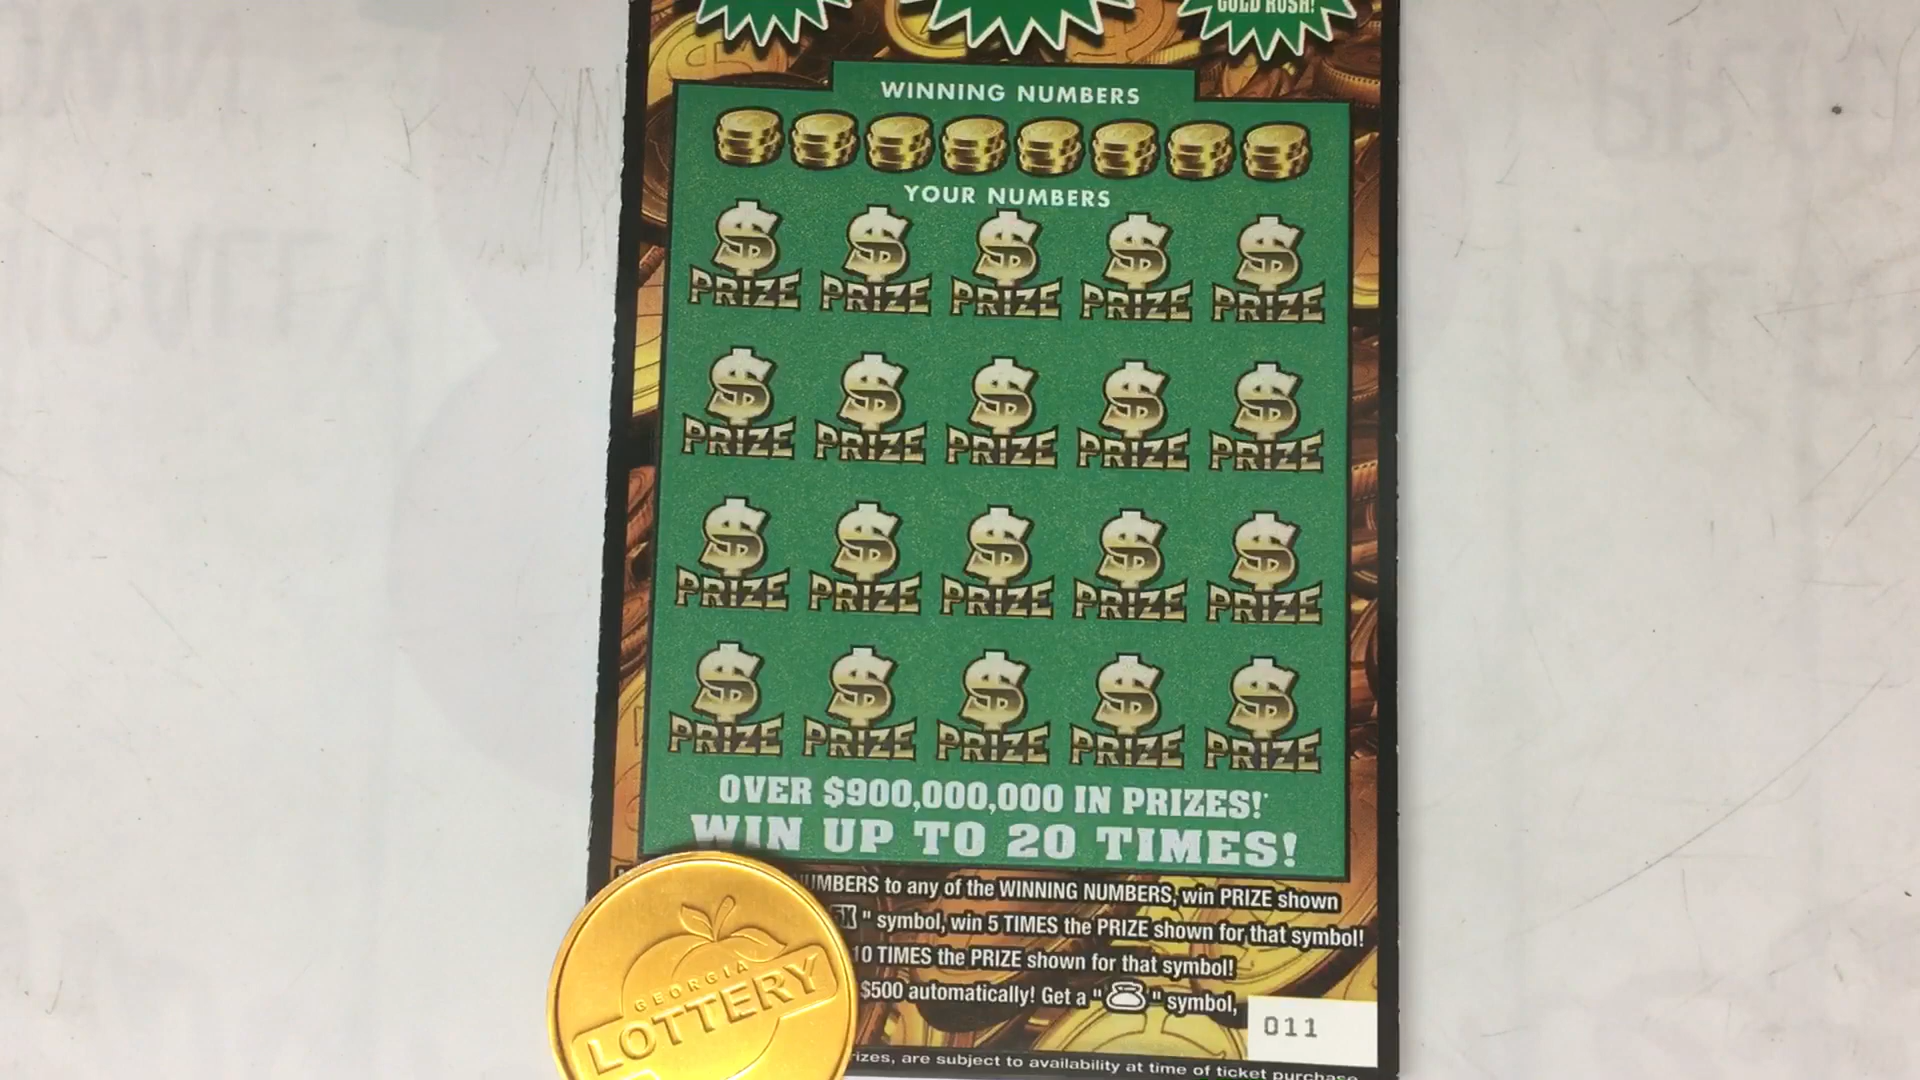 GOLD RUSH!
WINNING NUMBERS
YOUR NUMBERS
$ $ $ $ $
PRIZE PRIZE PRIZE PRIZE PRIZE
$ $ $ $ $
PRIZE PRIZE PRIZE PRIZE PRIZE
$ $ $ $ $
PRIZE PRIZE PRIZE PRIZE PRIZE
$ $ $ $ $
PRIZE PRIZE PRIZE PRIZE PRIZE
OVER $900,000,000 IN PRIZES!*
WIN UP TO 20 TIMES!
NUMBERS to any of the WINNING NUMBERS, win PRIZE shown
5X " symbol, win 5 TIMES the PRIZE shown for that symbol!
10 TIMES the PRIZE shown for that symbol!
$500 automatically! Get a " " symbol,
011
rizes, are subject to availability at time of ticket purchase.
GEORGIA
LOTTERY